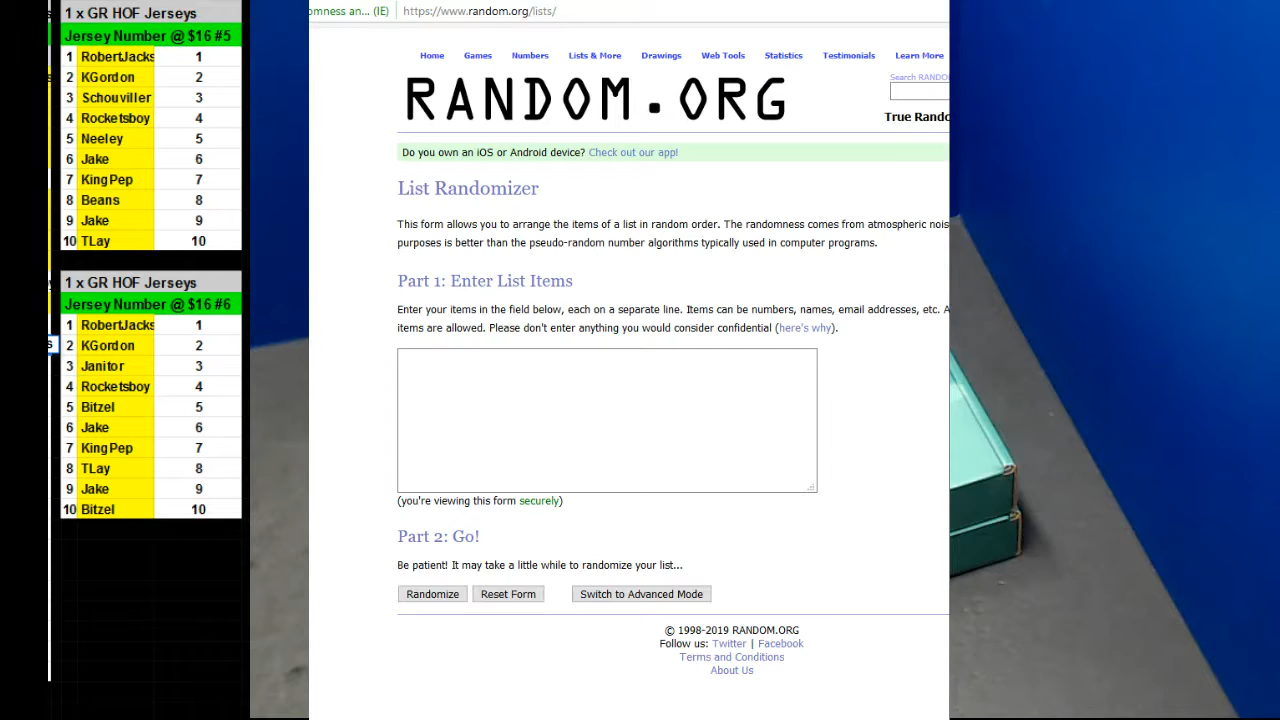 1 x GR HOF Jerseys
Jersey Number @ $16 #5
1 RobertJacks 1
2 KGordon 2
3 Schouviller 3
4 Rocketsboy 4
5 Neeley 5
6 Jake 6
7 KingPep 7
8 Beans 8
9 Jake 9
10 TLay 10
1 x GR HOF Jerseys
Jersey Number @ $16 #6
1 RobertJacks 1
2 KGordon 2
3 Janitor 3
4 Rocketsboy 4
5 Bitzel 5
6 Jake 6
7 KingPep 7
8 TLay 8
9 Jake 9
10 Bitzel 10
omness an... (IE) https://www.random.org/lists/
Home Games Numbers Lists & More Drawings Web Tools Statistics Testimonials Learn More
Search RANDO
RANDOM.ORG
True Rando
Do you own an iOS or Android device? Check out our app!
List Randomizer
This form allows you to arrange the items of a list in random order. The randomness comes from atmospheric nois
purposes is better than the pseudo-random number algorithms typically used in computer programs.
Part 1: Enter List Items
Enter your items in the field below, each on a separate line. Items can be numbers, names, email addresses, etc. A
items are allowed. Please don't enter anything you would consider confidential (here's why).
(you're viewing this form securely)
Part 2: Go!
Be patient! It may take a little while to randomize your list...
Randomize Reset Form Switch to Advanced Mode
© 1998-2019 RANDOM.ORG
Follow us: Twitter | Facebook
Terms and Conditions
About Us